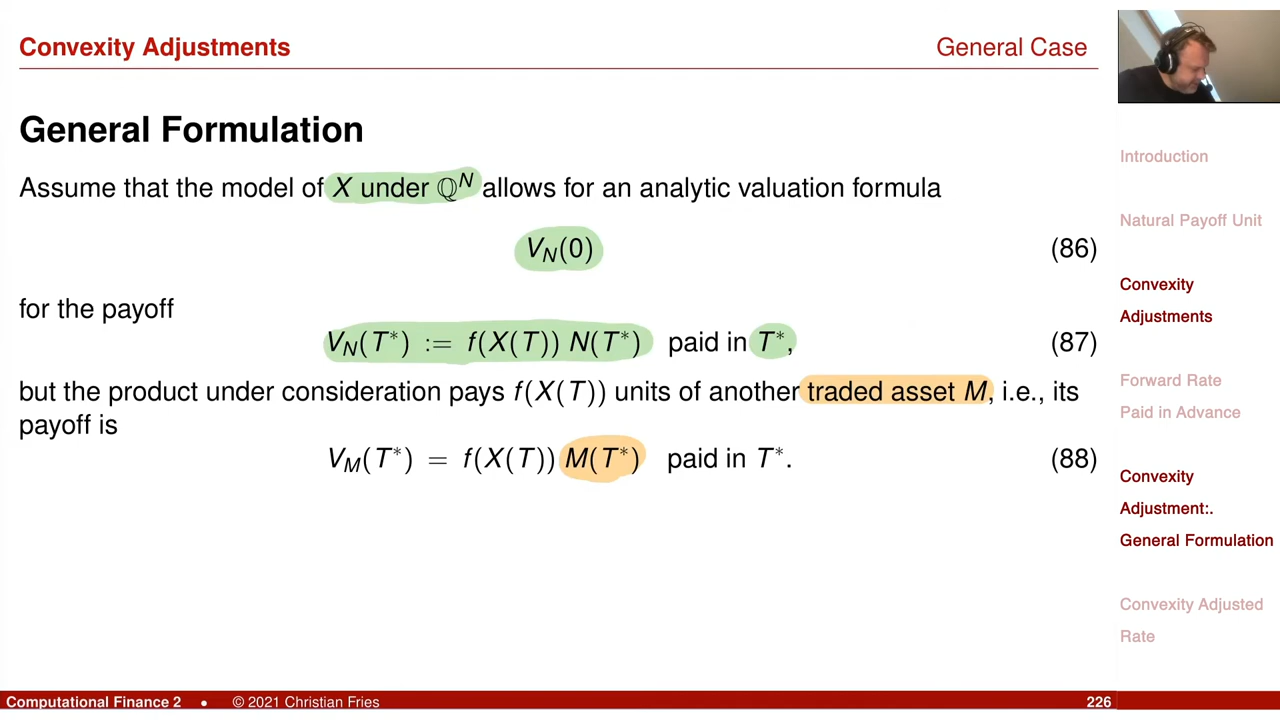 Convexity Adjustments
General Case
General Formulation
Assume that the model of X under ℚᴺ allows for an analytic valuation formula
V_N(0) (86)
for the payoff
V_N(T*) := f(X(T)) N(T*) paid in T*, (87)
but the product under consideration pays f(X(T)) units of another traded asset M, i.e., its
payoff is
V_M(T*) = f(X(T)) M(T*) paid in T*. (88)
Introduction
Natural Payoff Unit
Convexity
Adjustments
Forward Rate
Paid in Advance
Convexity
Adjustment:.
General Formulation
Convexity Adjusted
Rate
Computational Finance 2 • © 2021 Christian Fries
226